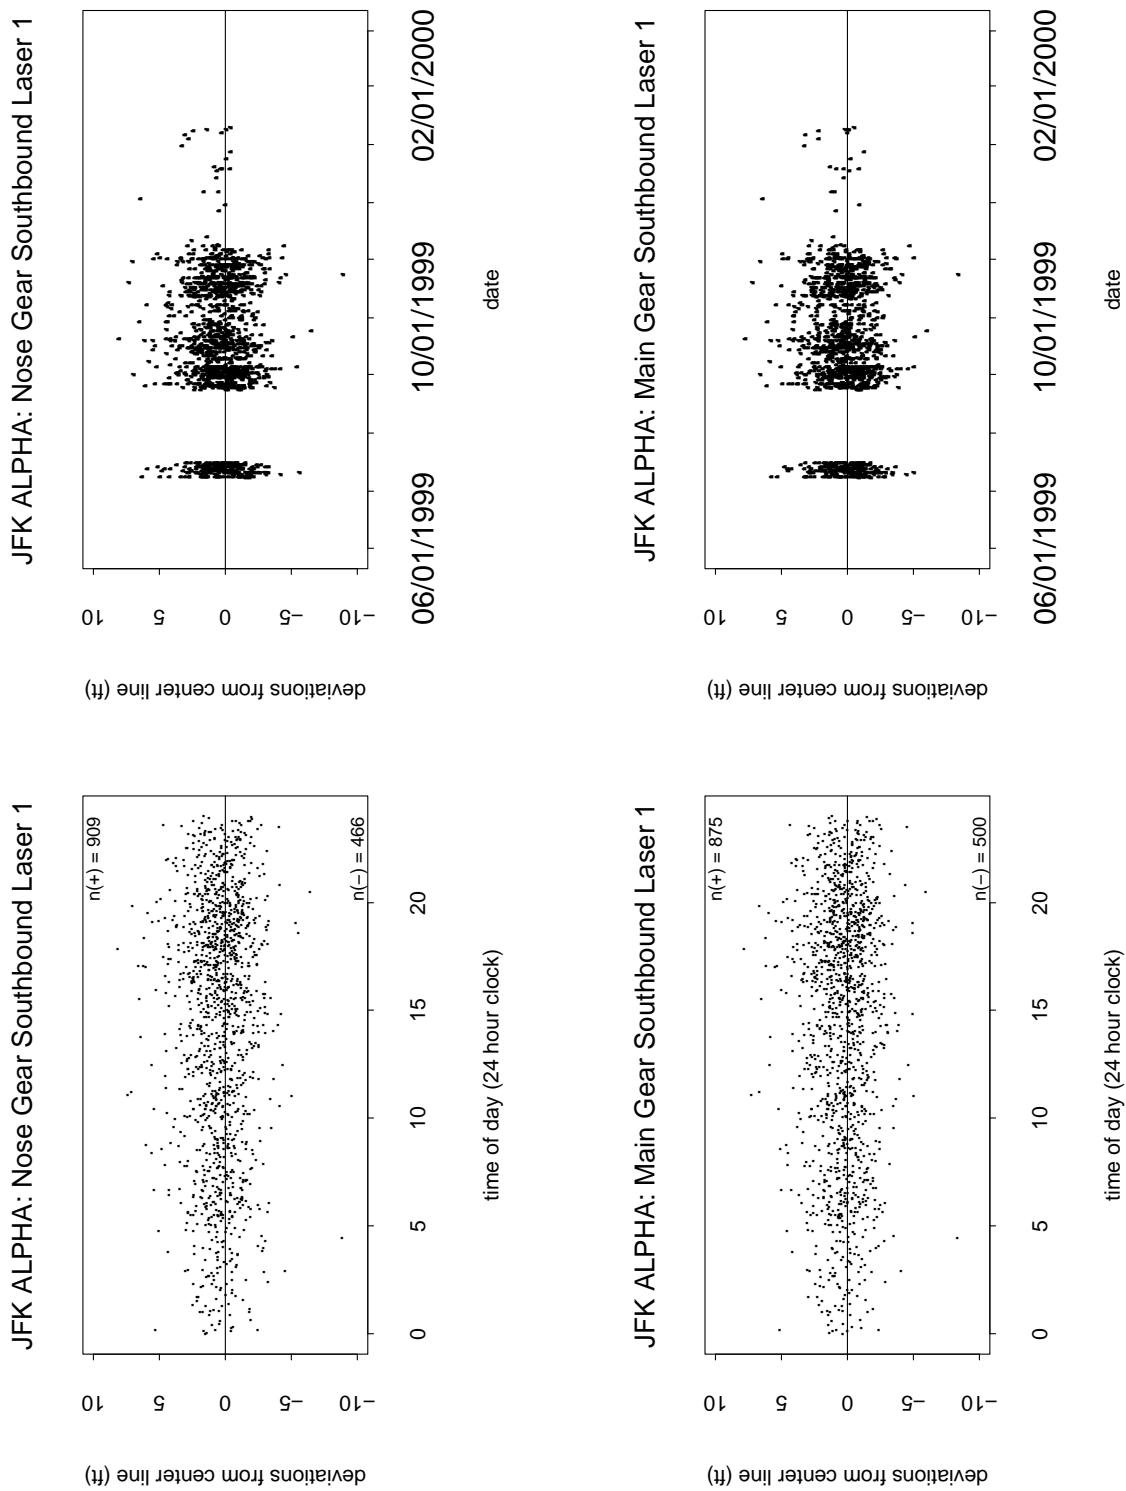 JFK ALPHA: Nose Gear Southbound Laser 1
deviations from center line (ft)
10
5
0
−5
−10
n(+) = 909
n(−) = 466
0
5
10
15
20
time of day (24 hour clock)
JFK ALPHA: Nose Gear Southbound Laser 1
deviations from center line (ft)
10
5
0
−5
−10
06/01/1999
10/01/1999
02/01/2000
date
JFK ALPHA: Main Gear Southbound Laser 1
deviations from center line (ft)
10
5
0
−5
−10
n(+) = 875
n(−) = 500
0
5
10
15
20
time of day (24 hour clock)
JFK ALPHA: Main Gear Southbound Laser 1
deviations from center line (ft)
10
5
0
−5
−10
06/01/1999
10/01/1999
02/01/2000
date